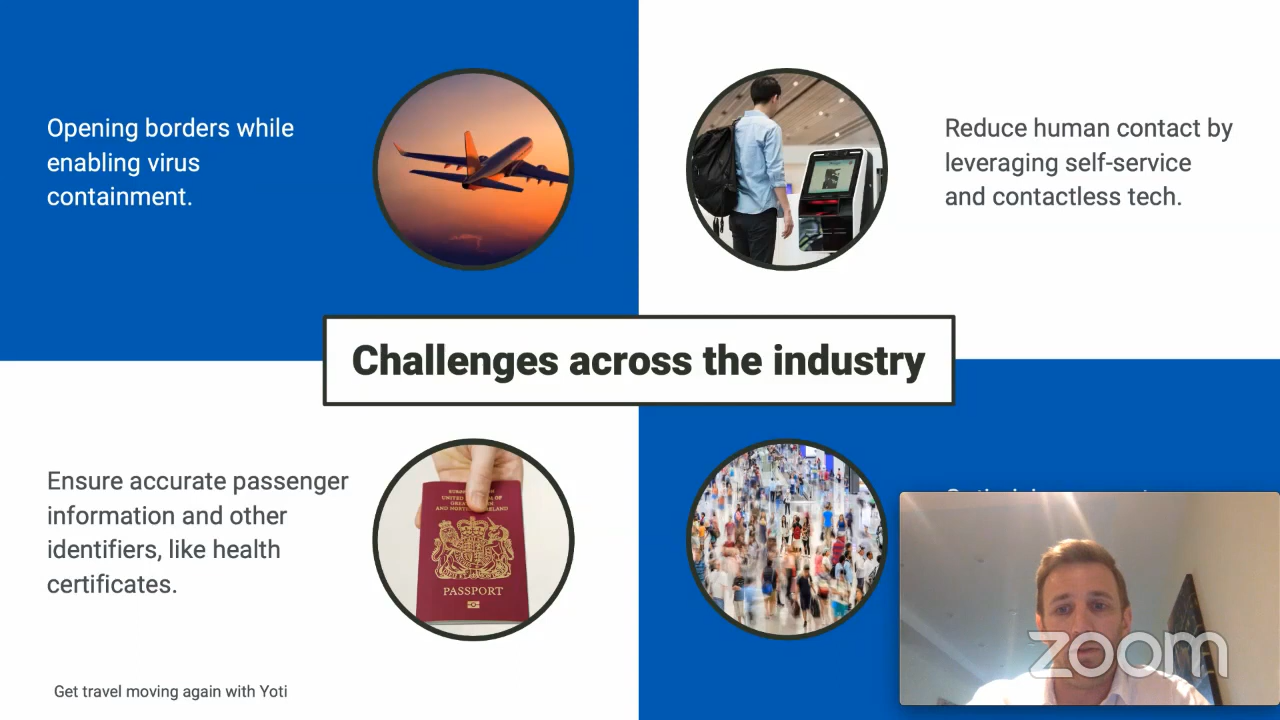 Opening borders while
enabling virus
containment.
Reduce human contact by
leveraging self-service
and contactless tech.
Challenges across the industry
Ensure accurate passenger
information and other
identifiers, like health
certificates.
UNITED
AND
PASSPORT
zoom
Get travel moving again with Yoti